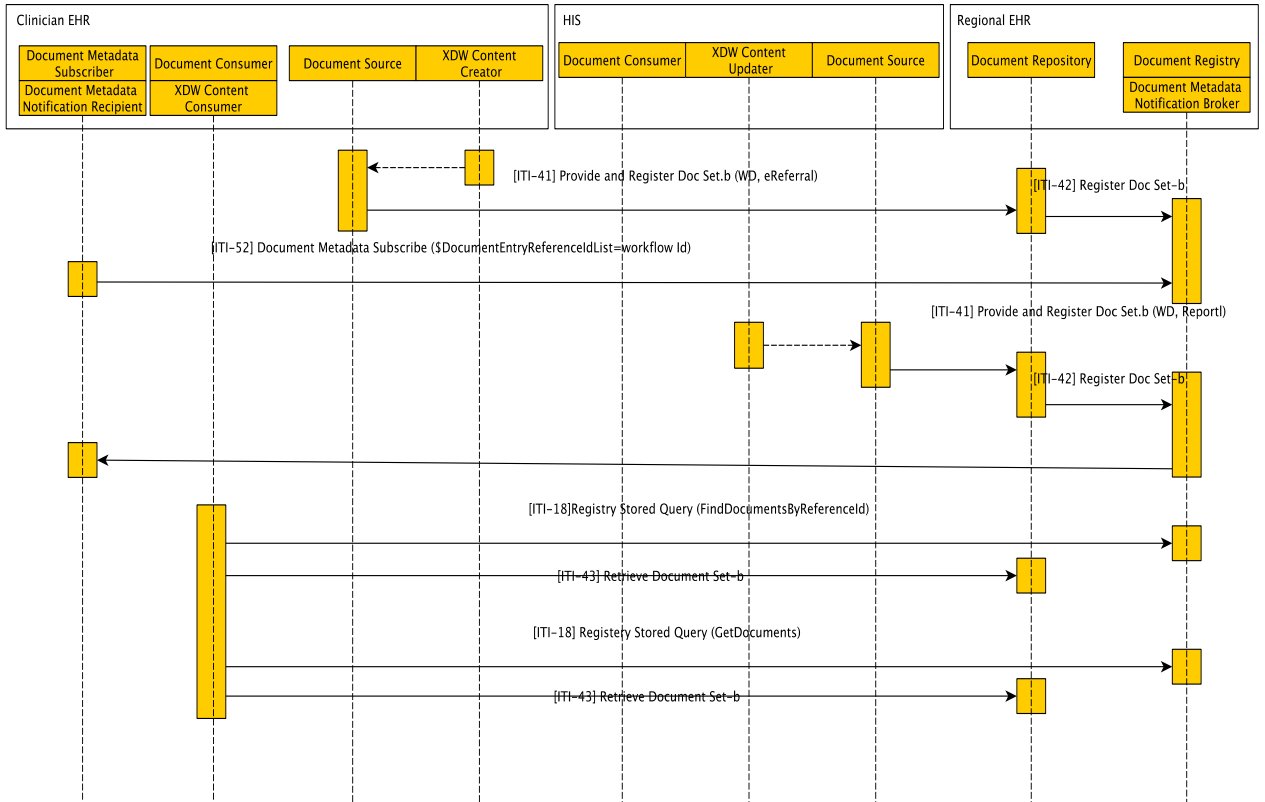 Clinician EHR
HIS
Regional EHR
Document Metadata
Subscriber
Document Metadata
Notification Recipient
Document Consumer
XDW Content
Consumer
Document Source
XDW Content
Creator
Document Consumer
XDW Content
Updater
Document Source
Document Repository
Document Registry
Document Metadata
Notification Broker
[ITI-41] Provide and Register Doc Set.b (WD, eReferral)
[ITI-42] Register Doc Set-b
[ITI-52] Document Metadata Subscribe ($DocumentEntryReferenceIdList=workflow Id)
[ITI-41] Provide and Register Doc Set.b (WD, Reportl)
[ITI-42] Register Doc Set-b
[ITI-18]Registry Stored Query (FindDocumentsByReferenceId)
[ITI-43] Retrieve Document Set-b
[ITI-18] Registery Stored Query (GetDocuments)
[ITI-43] Retrieve Document Set-b